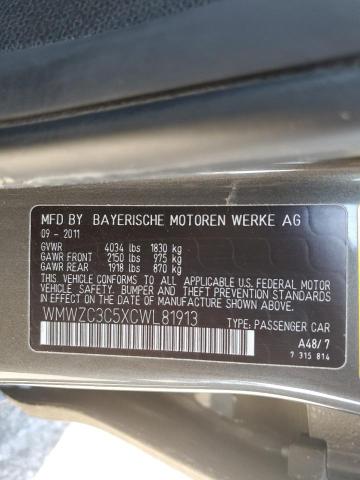 MFD BY BAYERISCHE MOTOREN WERKE AG
09 - 2011
GVWR 4034 lbs 1830 kg
GAWR FRONT 2150 lbs 975 kg
GAWR REAR 1918 lbs 870 kg
THIS VEHICLE CONFORMS TO ALL APPLICABLE U.S. FEDERAL MOTOR
VEHICLE SAFETY, BUMPER AND THEFT PREVENTION STANDARDS IN
EFFECT ON THE DATE OF MANUFACTURE SHOWN ABOVE.
WMWZC3C5XCWL81913 TYPE: PASSENGER CAR
A48/7
7 315 814